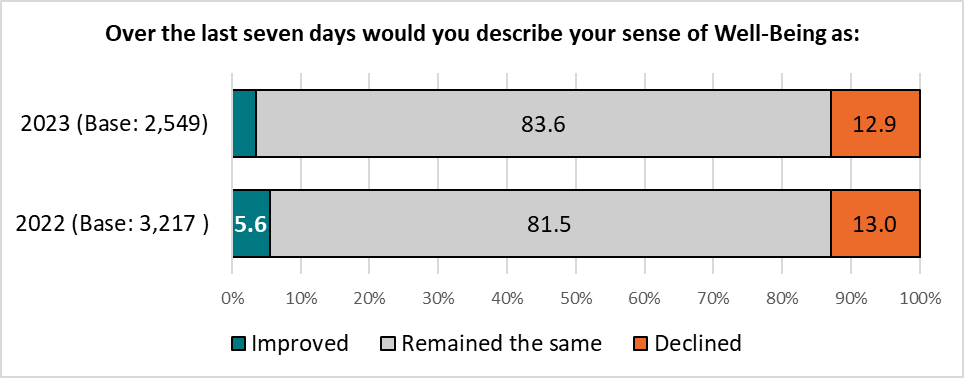 Over the last seven days would you describe your sense of Well-Being as:
2023 (Base: 2,549)
83.6
12.9
2022 (Base: 3,217 )
5.6
81.5
13.0
0% 10% 20% 30% 40% 50% 60% 70% 80% 90% 100%
Improved Remained the same Declined